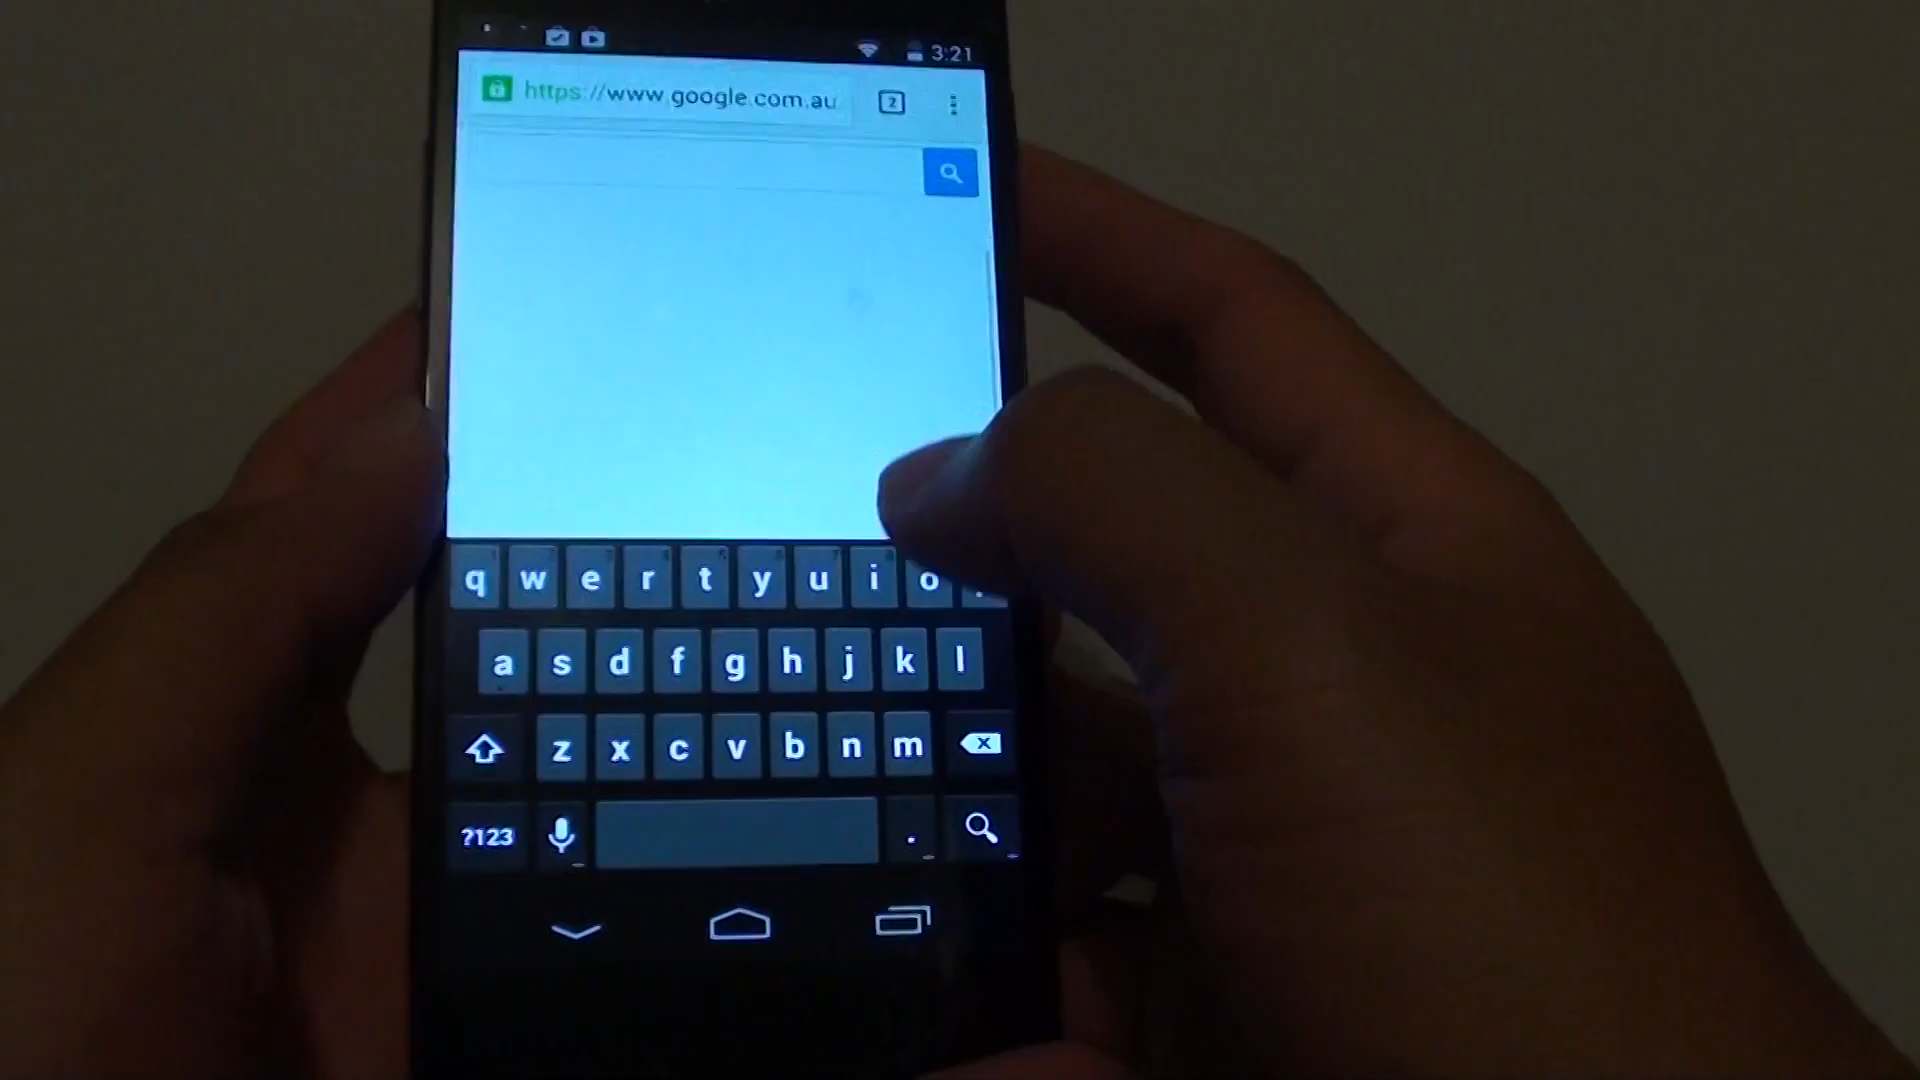 3:21
https://www.google.com.au
2
q w e r t y u i o
a s d f g h j k l
z x c v b n m
?123 .